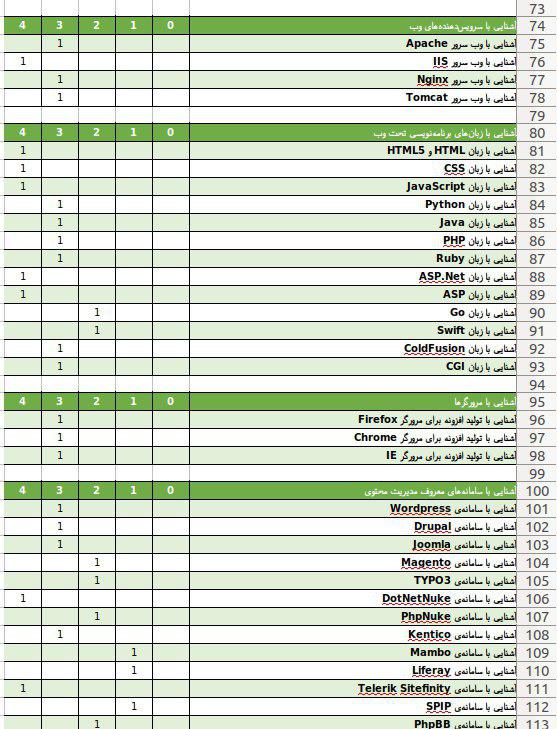 73
74 آشنایی با سرویس‌دهنده‌های وب 0 1 2 3 4
75 آشنایی با وب سرور Apache 1
76 آشنایی با وب سرور IIS 1
77 آشنایی با وب سرور Nginx 1
78 آشنایی با وب سرور Tomcat 1
79
80 آشنایی با زبان‌های برنامه‌نویسی تحت وب 0 1 2 3 4
81 آشنایی با زبان HTML و HTML5 1
82 آشنایی با زبان CSS 1
83 آشنایی با زبان JavaScript 1
84 آشنایی با زبان Python 1
85 آشنایی با زبان Java 1
86 آشنایی با زبان PHP 1
87 آشنایی با زبان Ruby 1
88 آشنایی با زبان ASP.Net 1
89 آشنایی با زبان ASP 1
90 آشنایی با زبان Go 1
91 آشنایی با زبان Swift 1
92 آشنایی با زبان ColdFusion 1
93 آشنایی با زبان CGI 1
94
95 آشنایی با مرورگرها 0 1 2 3 4
96 آشنایی با تولید افزونه برای مرورگر Firefox 1
97 آشنایی با تولید افزونه برای مرورگر Chrome 1
98 آشنایی با تولید افزونه برای مرورگر IE 1
99
100 آشنایی با سامانه‌های معروف مدیریت محتوی 0 1 2 3 4
101 آشنایی با سامانه‌ی Wordpress 1
102 آشنایی با سامانه‌ی Drupal 1
103 آشنایی با سامانه‌ی Joomla 1
104 آشنایی با سامانه‌ی Magento 1
105 آشنایی با سامانه‌ی TYPO3 1
106 آشنایی با سامانه‌ی DotNetNuke 1
107 آشنایی با سامانه‌ی PhpNuke 1
108 آشنایی با سامانه‌ی Kentico 1
109 آشنایی با سامانه‌ی Mambo 1
110 آشنایی با سامانه‌ی Liferay 1
111 آشنایی با سامانه‌ی Telerik Sitefinity 1
112 آشنایی با سامانه‌ی SPIP 1
113 آشنایی با سامانه‌ی PhpBB 1